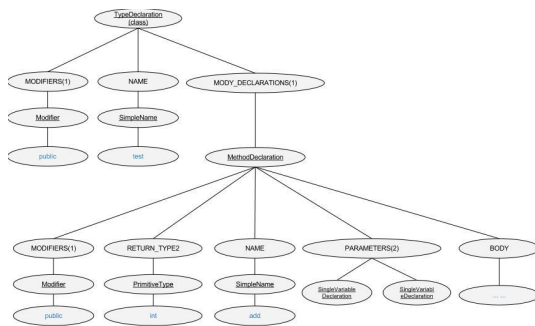 TypeDeclaration
(class)
MODIFIERS(1)
NAME
MODY_DECLARATIONS(1)
Modifier
SimpleName
public
test
MethodDeclaration
MODIFIERS(1)
RETURN_TYPE2
NAME
PARAMETERS(2)
BODY
Modifier
PrimitiveType
SimpleName
SingleVariable
Declaration
SingleVariabl
eDeclaration
... ...
public
int
add